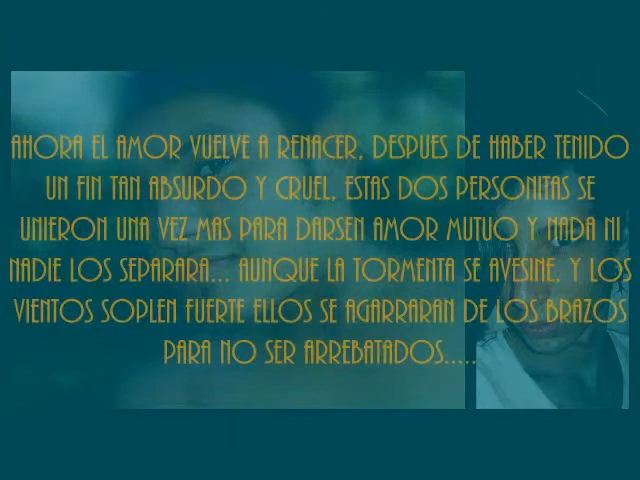 AHORA EL AMOR VUELVE A RENACER, DESPUES DE HABER TENIDO
UN FIN TAN ABSURDO Y CRUEL, ESTAS DOS PERSONITAS SE
UNIERON UNA VEZ MAS PARA DARSEN AMOR MUTUO Y NADA NI
NADIE LOS SEPARARA... AUNQUE LA TORMENTA SE AVESINE, Y LOS
VIENTOS SOPLEN FUERTE ELLOS SE AGARRARAN DE LOS BRAZOS
PARA NO SER ARREBATADOS.....